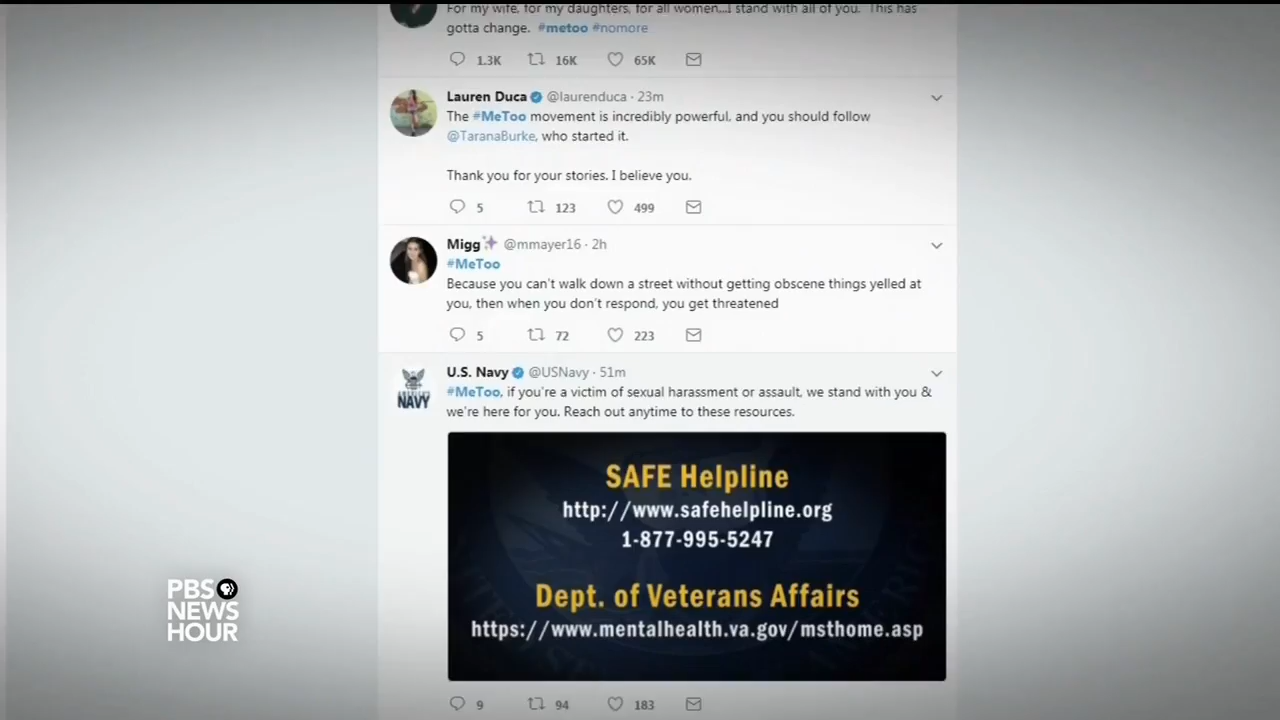 For my wife, for my daughters, for all women...I stand with all of you. This has
gotta change. #metoo #nomore
1.3K 16K 65K
Lauren Duca @laurenduca · 23m
The #MeToo movement is incredibly powerful, and you should follow
@TaranaBurke, who started it.
Thank you for your stories. I believe you.
5 123 499
Migg @mmayer16 · 2h
#MeToo
Because you can't walk down a street without getting obscene things yelled at
you, then when you don't respond, you get threatened
5 72 223
U.S. Navy @USNavy · 51m
#MeToo, if you're a victim of sexual harassment or assault, we stand with you &
we're here for you. Reach out anytime to these resources.
NAVY
SAFE Helpline
http://www.safehelpline.org
1-877-995-5247
Dept. of Veterans Affairs
https://www.mentalhealth.va.gov/msthome.asp
9 94 183
PBS
NEWS
HOUR